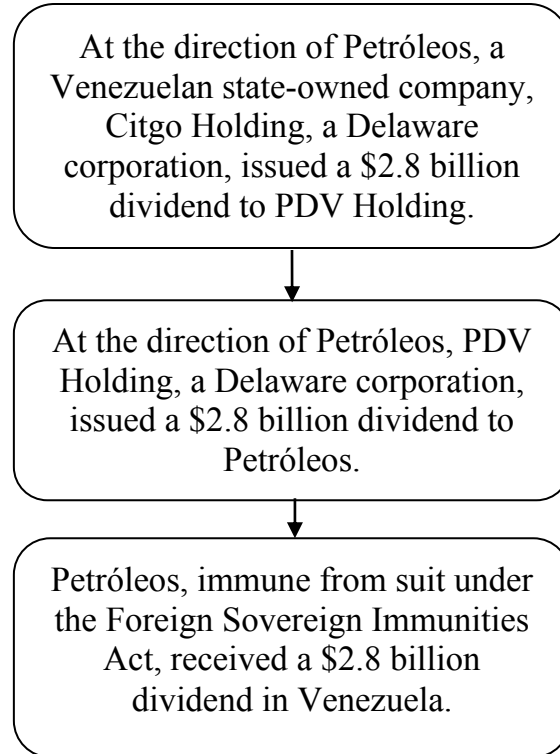 At the direction of Petróleos, a
Venezuelan state-owned company,
Citgo Holding, a Delaware
corporation, issued a $2.8 billion
dividend to PDV Holding.
At the direction of Petróleos, PDV
Holding, a Delaware corporation,
issued a $2.8 billion dividend to
Petróleos.
Petróleos, immune from suit under
the Foreign Sovereign Immunities
Act, received a $2.8 billion
dividend in Venezuela.